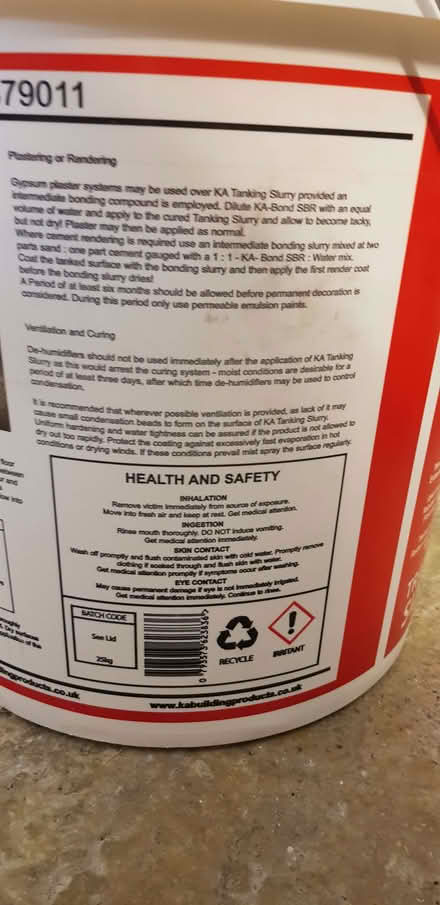 79011
Plastering or Rendering
Gypsum plaster systems may be used over KA Tanking Slurry provided an
intermediate bonding compound is employed. Dilute KA-Bond SBR with an equal
volume of water and apply to the cured Tanking Slurry and allow to become tacky,
but not dry! Plaster may then be applied as normal.
Where cement rendering is required use an intermediate bonding slurry mixed at two
parts sand : one part cement gauged with a 1 : 1 - KA- Bond SBR : Water mix.
Coat the tanked surface with the bonding slurry and then apply the first render coat
before the bonding slurry dries!
A Period of at least six months should be allowed before permanent decoration is
considered. During this period only use permeable emulsion paints.
Ventilation and Curing
De-humidifiers should not be used immediately after the application of KA Tanking
Slurry as this would arrest the curing system - moist conditions are desirable for a
period of at least three days, after which time de-humidifiers may be used to control
condensation.
It is recommended that wherever possible ventilation is provided, as lack of it may
cause small condensation beads to form on the surface of KA Tanking Slurry.
Uniform hardening and water tightness can be assured if the product is not allowed to
dry out too rapidly. Protect the coating against excessively fast evaporation in hot
conditions or drying winds. If these conditions prevail mist spray the surface regularly.
HEALTH AND SAFETY
INHALATION
Remove victim immediately from source of exposure.
Move into fresh air and keep at rest. Get medical attention.
INGESTION
Rinse mouth thoroughly. DO NOT induce vomiting.
Get medical attention immediately.
SKIN CONTACT
Wash off promptly and flush contaminated skin with cold water. Promptly remove
clothing if soaked through and flush skin with water.
Get medical attention promptly if symptoms occur after washing.
EYE CONTACT
May cause permanent damage if eye is not immediately irrigated.
Get medical attention immediately. Continue to rinse.
BATCH CODE
See Lid
25kg
RECYCLE
IRRITANT
www.kabuildingproducts.co.uk
dingproducts.co.uk
floor